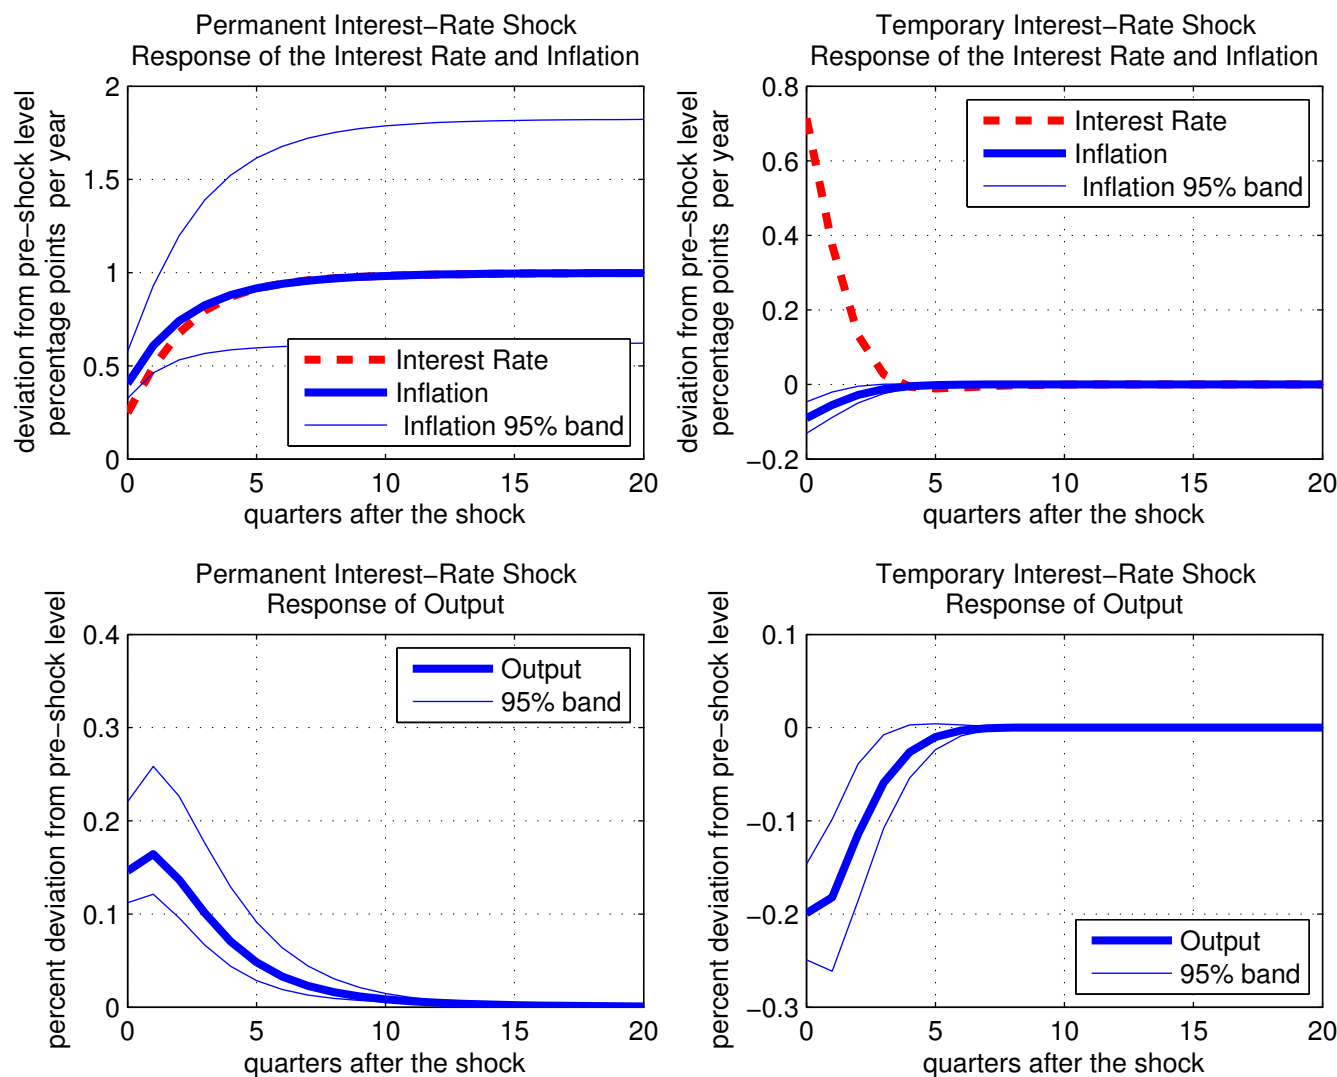 Permanent Interest−Rate Shock
Response of the Interest Rate and Inflation
deviation from pre−shock level
percentage points per year
2
1.5
1
0.5
0
Interest Rate
Inflation
Inflation 95% band
0 5 10 15 20
quarters after the shock
Temporary Interest−Rate Shock
Response of the Interest Rate and Inflation
deviation from pre−shock level
percentage points per year
0.8
0.6
0.4
0.2
0
−0.2
Interest Rate
Inflation
Inflation 95% band
0 5 10 15 20
quarters after the shock
Permanent Interest−Rate Shock
Response of Output
percent deviation from pre−shock level
0.4
0.3
0.2
0.1
0
Output
95% band
0 5 10 15 20
quarters after the shock
Temporary Interest−Rate Shock
Response of Output
percent deviation from pre−shock level
0.1
0
−0.1
−0.2
−0.3
Output
95% band
0 5 10 15 20
quarters after the shock